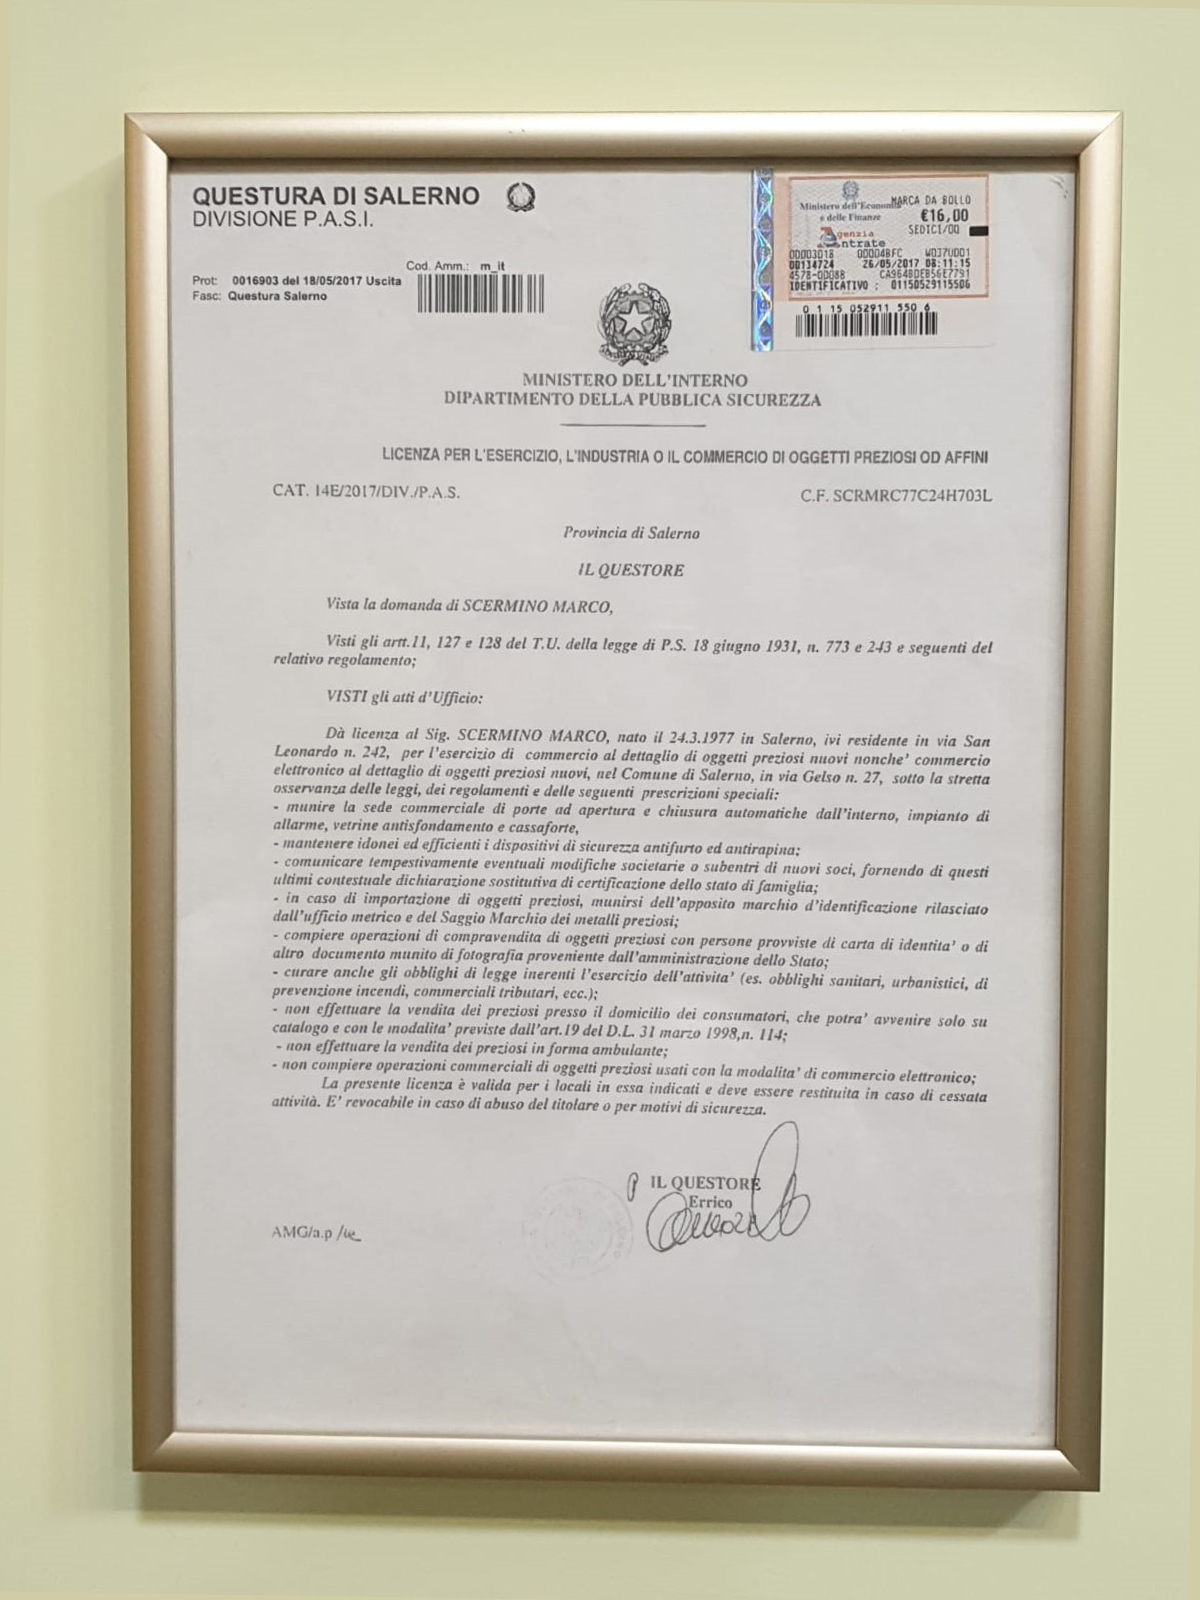 QUESTURA DI SALERNO
DIVISIONE P.A.S.I.
Cod. Amm.: m_it
Prot: 0016903 del 18/05/2017 Uscita
Fasc: Questura Salerno
Ministero dell'Economia
e delle Finanze
MARCA DA BOLLO
€16,00
SEDICI/00
Agenzia
Entrate
00003018 00004BFC WD37U001
00134724 26/05/2017 08:11:15
4578-00088 CA964BDEB56E7791
IDENTIFICATIVO : 01150529115506
0 1 15 052911 550 6
MINISTERO DELL'INTERNO
DIPARTIMENTO DELLA PUBBLICA SICUREZZA
LICENZA PER L'ESERCIZIO, L'INDUSTRIA O IL COMMERCIO DI OGGETTI PREZIOSI OD AFFINI
CAT. 14E/2017/DIV./P.A.S. C.F. SCRMRC77C24H703L
Provincia di Salerno
IL QUESTORE
Vista la domanda di SCERMINO MARCO,
Visti gli artt.11, 127 e 128 del T.U. della legge di P.S. 18 giugno 1931, n. 773 e 243 e seguenti del
relativo regolamento;
VISTI gli atti d'Ufficio:
Dà licenza al Sig. SCERMINO MARCO, nato il 24.3.1977 in Salerno, ivi residente in via San
Leonardo n. 242, per l'esercizio di commercio al dettaglio di oggetti preziosi nuovi nonche' commercio
elettronico al dettaglio di oggetti preziosi nuovi, nel Comune di Salerno, in via Gelso n. 27, sotto la stretta
osservanza delle leggi, dei regolamenti e delle seguenti prescrizioni speciali:
- munire la sede commerciale di porte ad apertura e chiusura automatiche dall'interno, impianto di
allarme, vetrine antisfondamento e cassaforte,
- mantenere idonei ed efficienti i dispositivi di sicurezza antifurto ed antirapina;
- comunicare tempestivamente eventuali modifiche societarie o subentri di nuovi soci, fornendo di questi
ultimi contestuale dichiarazione sostitutiva di certificazione dello stato di famiglia;
- in caso di importazione di oggetti preziosi, munirsi dell'apposito marchio d'identificazione rilasciato
dall'ufficio metrico e del Saggio Marchio dei metalli preziosi;
- compiere operazioni di compravendita di oggetti preziosi con persone provviste di carta di identita' o di
altro documento munito di fotografia proveniente dall'amministrazione dello Stato;
- curare anche gli obblighi di legge inerenti l'esercizio dell'attivita' (es. obblighi sanitari, urbanistici, di
prevenzione incendi, commerciali tributari, ecc.);
- non effettuare la vendita dei preziosi presso il domicilio dei consumatori, che potra' avvenire solo su
catalogo e con le modalita' previste dall'art.19 del D.L. 31 marzo 1998,n. 114;
- non effettuare la vendita dei preziosi in forma ambulante;
- non compiere operazioni commerciali di oggetti preziosi usati con la modalita' di commercio elettronico;
La presente licenza è valida per i locali in essa indicati e deve essere restituita in caso di cessata
attività. E' revocabile in caso di abuso del titolare o per motivi di sicurezza.
IL QUESTORE
Errico
AMG/a.p